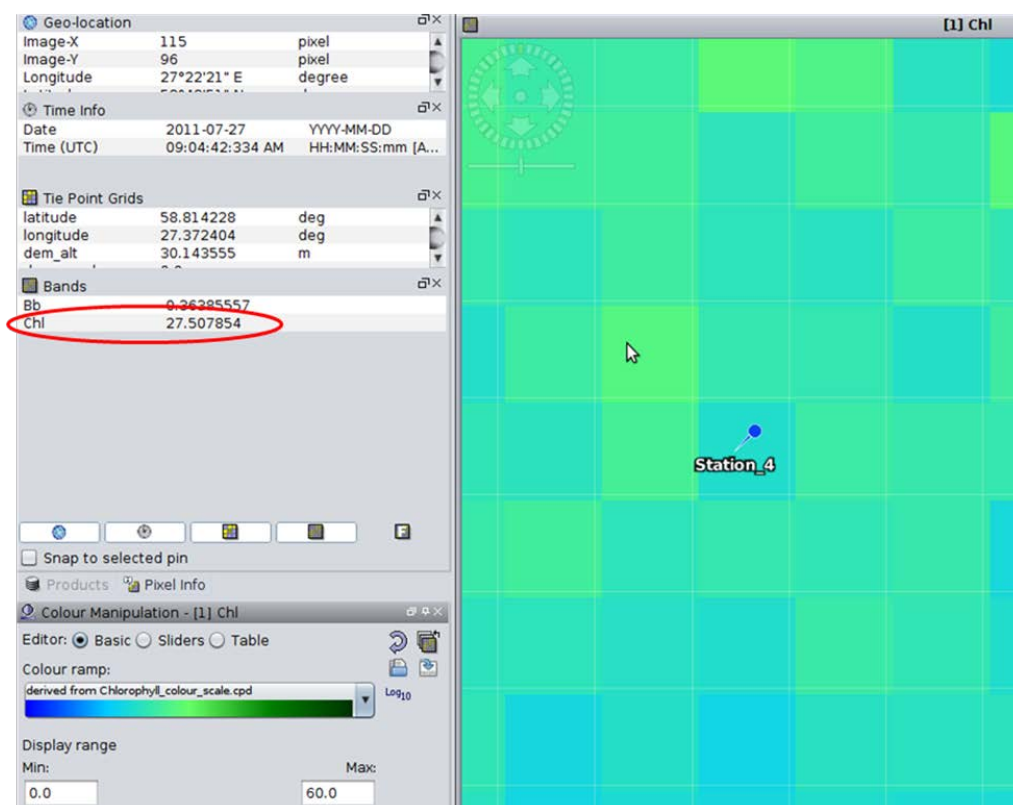 Geo-location
Image-X 115 pixel
Image-Y 96 pixel
Longitude 27°22'21" E degree
Time Info
Date 2011-07-27 YYYY-MM-DD
Time (UTC) 09:04:42:334 AM HH:MM:SS:mm [A...
Tie Point Grids
latitude 58.814228 deg
longitude 27.372404 deg
dem_alt 30.143555 m
Bands
Bb 0.36385557
Chl 27.507854
Snap to selected pin
Products Pixel Info
Colour Manipulation - [1] Chl
Editor: Basic Sliders Table
Colour ramp:
derived from Chlorophyll_colour_scale.cpd
Log10
Display range
Min: Max:
0.0 60.0
[1] Chl
Station_4